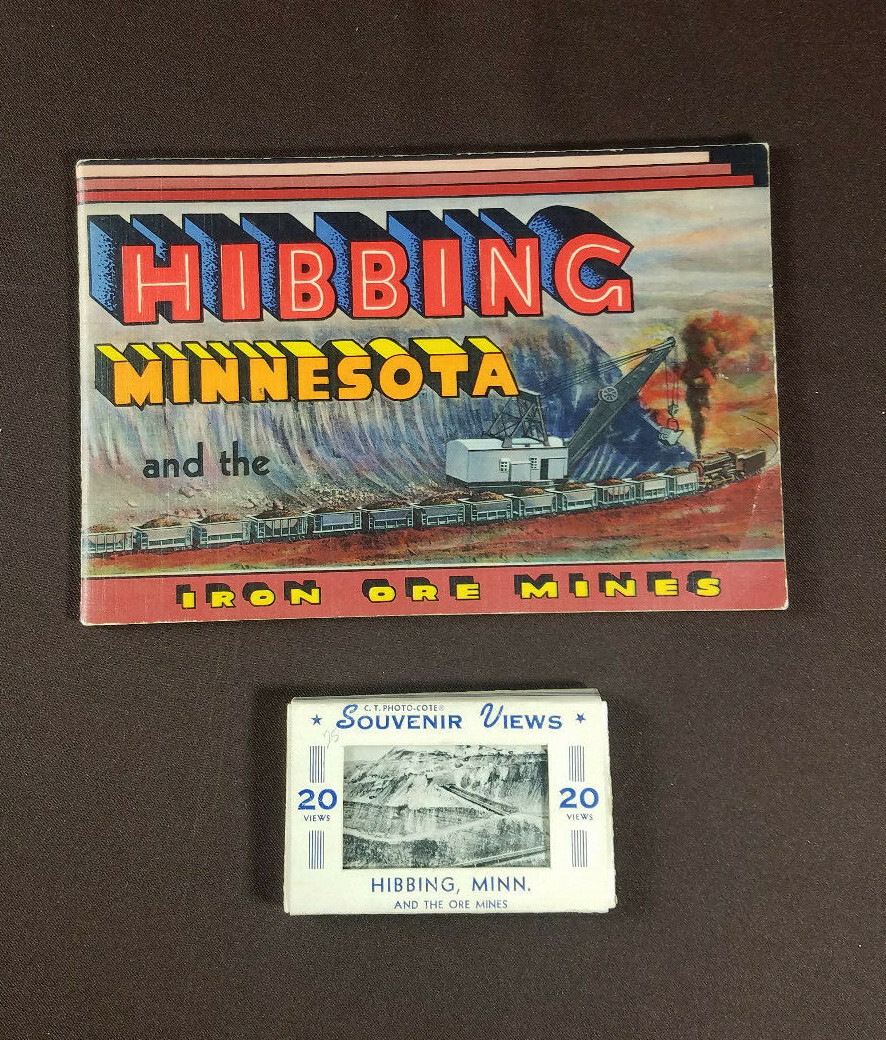 HIBBING
MINNESOTA
and the
IRON ORE MINES
C. T. PHOTO-COTE®
★ SOUVENIR VIEWS ★
75
20
VIEWS
20
VIEWS
HIBBING, MINN.
AND THE ORE MINES